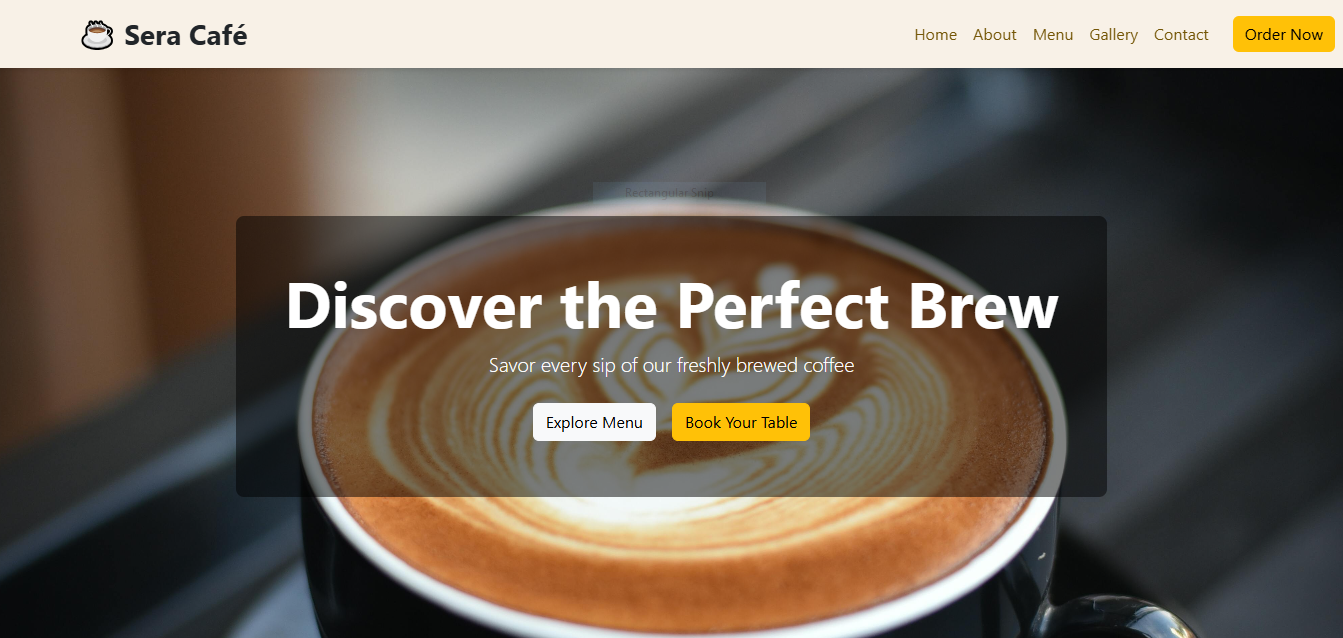 Sera Café
Home About Menu Gallery Contact Order Now
Rectangular Snip
Discover the Perfect Brew
Savor every sip of our freshly brewed coffee
Explore Menu Book Your Table